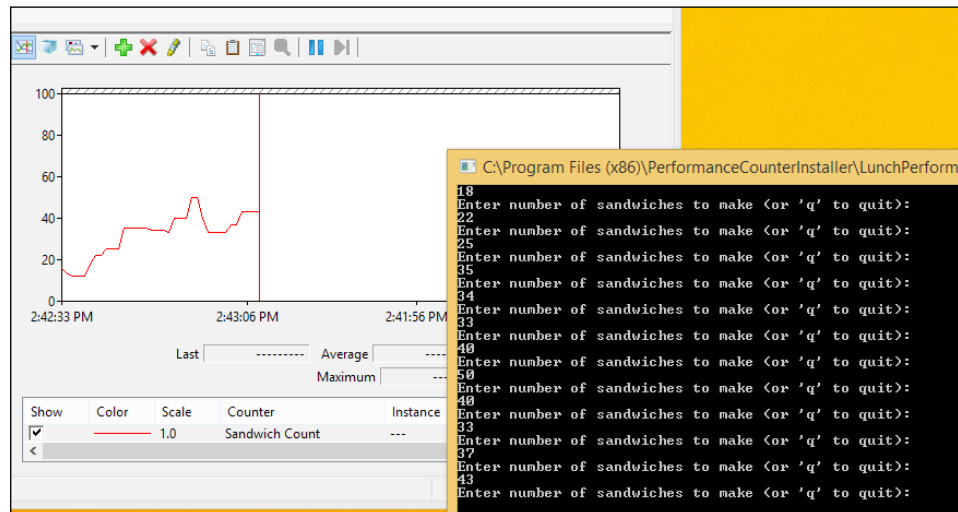 100
80
60
40
20
0
2:42:33 PM 2:43:06 PM 2:41:56 PM
Last --------- Average ----
Maximum ---
Show Color Scale Counter Instance
1.0 Sandwich Count ---
C:\Program Files (x86)\PerformanceCounterInstaller\LunchPerform
18
Enter number of sandwiches to make (or 'q' to quit):
22
Enter number of sandwiches to make (or 'q' to quit):
25
Enter number of sandwiches to make (or 'q' to quit):
35
Enter number of sandwiches to make (or 'q' to quit):
34
Enter number of sandwiches to make (or 'q' to quit):
33
Enter number of sandwiches to make (or 'q' to quit):
40
Enter number of sandwiches to make (or 'q' to quit):
50
Enter number of sandwiches to make (or 'q' to quit):
40
Enter number of sandwiches to make (or 'q' to quit):
33
Enter number of sandwiches to make (or 'q' to quit):
37
Enter number of sandwiches to make (or 'q' to quit):
43
Enter number of sandwiches to make (or 'q' to quit):